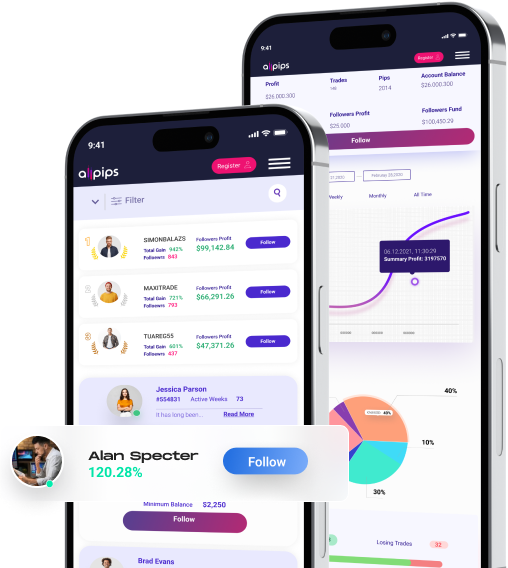 9:41
allpips
Register
Profit
Trades
Pips
Account Balance
$26.000.300
2014
$26.000.300
Followers Profit
Followers Fund
$25.000
$100,450.29
Follow
February 25,2020
Monthly
All Time
06.12.2021, 11:30:29
Summary Profit: 3197570
40%
10%
30%
Losing Trades
32
9:41
allpips
Register
Filter
1
SIMONBALAZS
Followers Profit
Total Gain 942%
$99,142.84
Followers 843
Follow
2
MAXITRADE
Followers Profit
Total Gain 721%
$66,291.26
Followers 793
Follow
3
TUAREG55
Followers Profit
Total Gain 601%
$47,371.26
Followers 437
Follow
Jessica Parson
#554831 Active Weeks 73
It has long been... Read More
Alan Specter
120.28%
Follow
Minimum Balance $2,250
Follow
Brad Evans